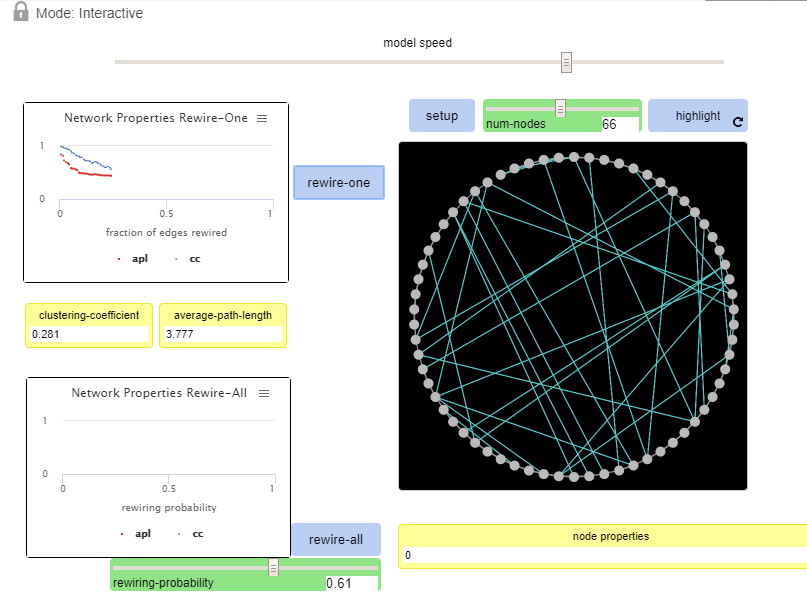 Mode: Interactive
model speed
Network Properties Rewire-One
1
0
0
0.5
1
fraction of edges rewired
apl cc
rewire-one
setup
num-nodes 66
highlight
clustering-coefficient
0.281
average-path-length
3.777
Network Properties Rewire-All
1
0
0
0.5
1
rewiring probability
apl cc
rewire-all
rewiring-probability 0.61
node properties
0